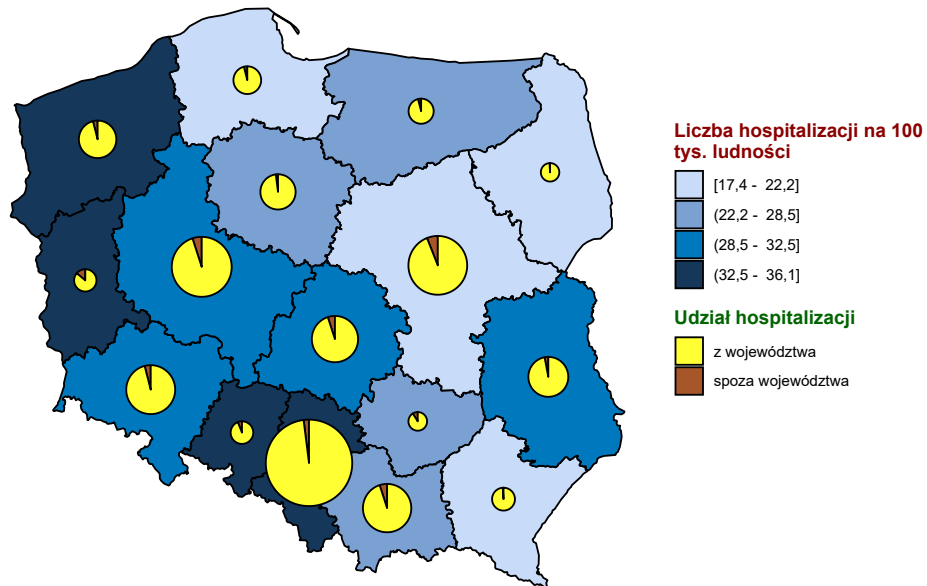 Liczba hospitalizacji na 100
tys. ludności
[17,4 - 22,2]
(22,2 - 28,5]
(28,5 - 32,5]
(32,5 - 36,1]
Udział hospitalizacji
z województwa
spoza województwa